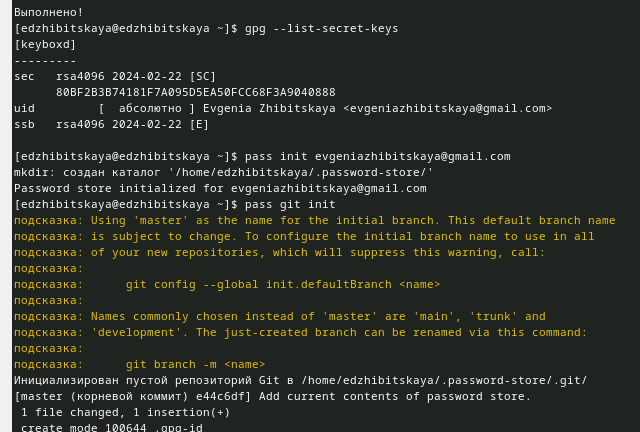 Выполнено!
[edzhibitskaya@edzhibitskaya ~]$ gpg --list-secret-keys
[keyboxd]
---------
sec   rsa4096 2024-02-22 [SC]
      80BF2B3B74181F7A095D5EA50FCC68F3A9040888
uid         [  абсолютно ] Evgenia Zhibitskaya <evgeniazhibitskaya@gmail.com>
ssb   rsa4096 2024-02-22 [E]

[edzhibitskaya@edzhibitskaya ~]$ pass init evgeniazhibitskaya@gmail.com
mkdir: создан каталог '/home/edzhibitskaya/.password-store/'
Password store initialized for evgeniazhibitskaya@gmail.com
[edzhibitskaya@edzhibitskaya ~]$ pass git init
подсказка: Using 'master' as the name for the initial branch. This default branch name
подсказка: is subject to change. To configure the initial branch name to use in all
подсказка: of your new repositories, which will suppress this warning, call:
подсказка:
подсказка:      git config --global init.defaultBranch <name>
подсказка:
подсказка: Names commonly chosen instead of 'master' are 'main', 'trunk' and
подсказка: 'development'. The just-created branch can be renamed via this command:
подсказка:
подсказка:      git branch -m <name>
Инициализирован пустой репозиторий Git в /home/edzhibitskaya/.password-store/.git/
[master (корневой коммит) e44c6df] Add current contents of password store.
 1 file changed, 1 insertion(+)
 create mode 100644 .gpg-id